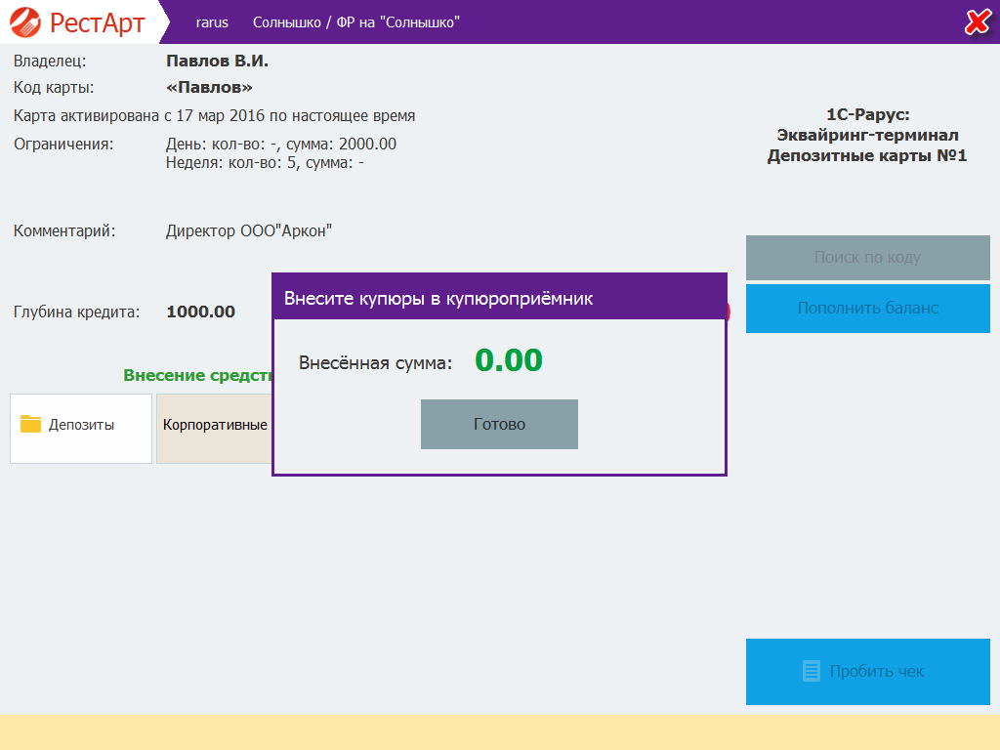 РестАрт
rarus Солнышко / ФР на "Солнышко"
Владелец: Павлов В.И.
Код карты: «Павлов»
Карта активирована с 17 мар 2016 по настоящее время
Ограничения: День: кол-во: -, сумма: 2000.00
Неделя: кол-во: 5, сумма: -
1С-Рарус:
Эквайринг-терминал
Депозитные карты №1
Комментарий: Директор ООО"Аркон"
Поиск по коду
Пополнить баланс
Глубина кредита: 1000.00
Внесите купюры в купюроприёмник
Внесённая сумма: 0.00
Готово
Внесение средств
Депозиты
Корпоративные
Пробить чек